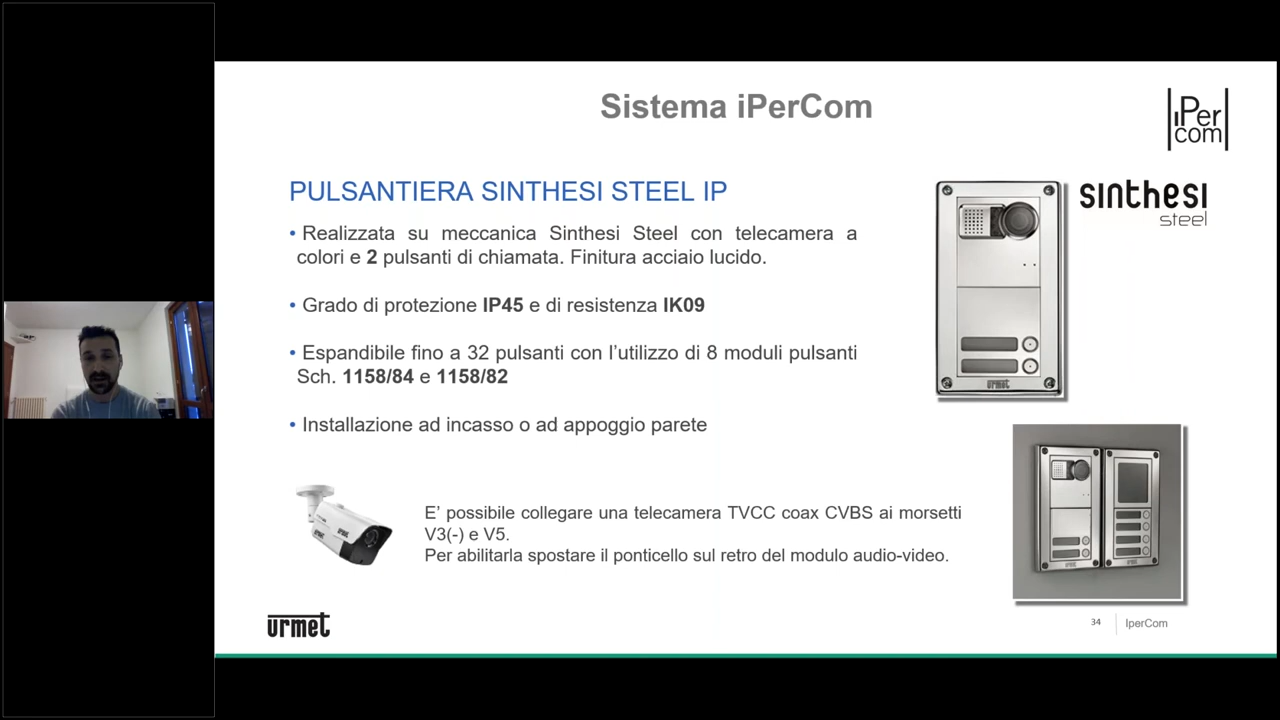 Sistema iPerCom
iPer
com
PULSANTIERA SINTHESI STEEL IP
sinthesi
steel
• Realizzata su meccanica Sinthesi Steel con telecamera a
colori e 2 pulsanti di chiamata. Finitura acciaio lucido.
• Grado di protezione IP45 e di resistenza IK09
• Espandibile fino a 32 pulsanti con l’utilizzo di 8 moduli pulsanti
Sch. 1158/84 e 1158/82
urmet
• Installazione ad incasso o ad appoggio parete
urmet
E’ possibile collegare una telecamera TVCC coax CVBS ai morsetti
V3(-) e V5.
Per abilitarla spostare il ponticello sul retro del modulo audio-video.
urmet
34
IperCom